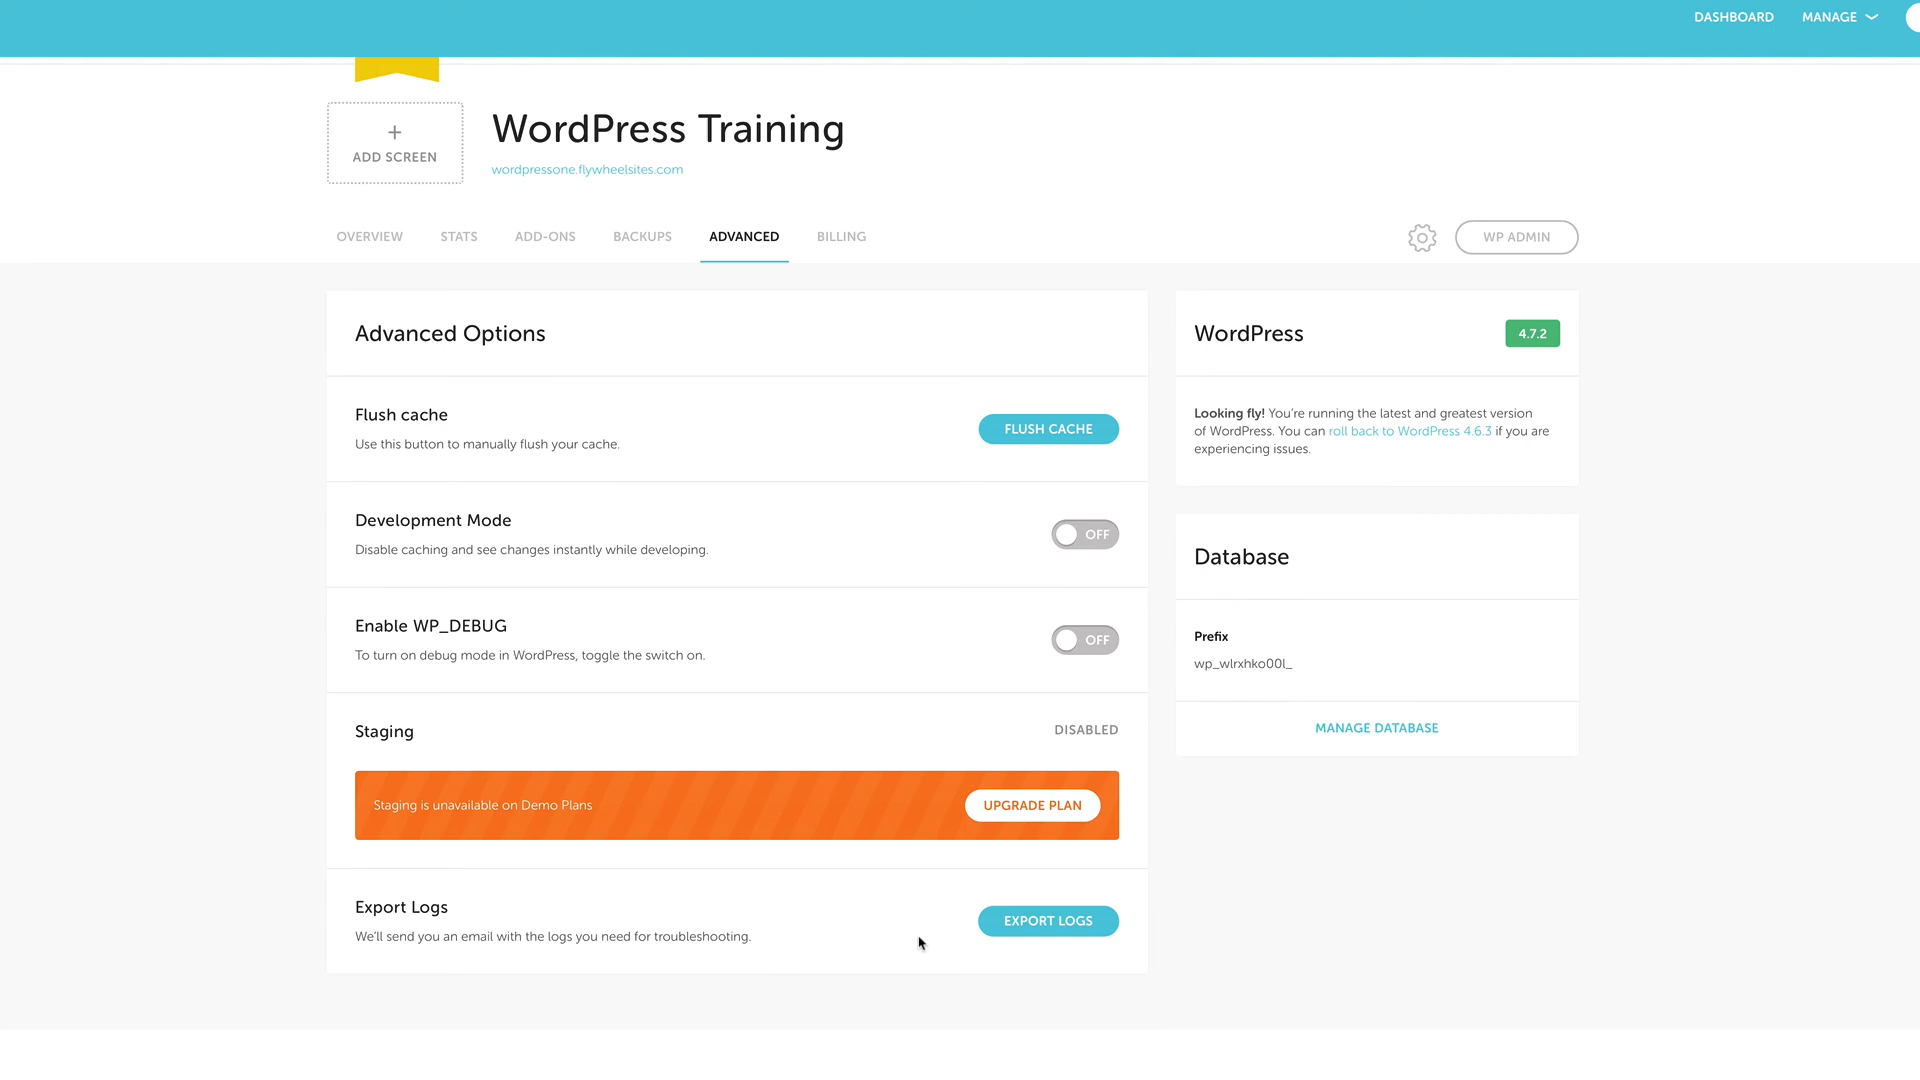 DASHBOARD
MANAGE
+
ADD SCREEN
WordPress Training
wordpressone.flywheelsites.com
OVERVIEW
STATS
ADD-ONS
BACKUPS
ADVANCED
BILLING
WP ADMIN
Advanced Options
Flush cache
Use this button to manually flush your cache.
FLUSH CACHE
Development Mode
Disable caching and see changes instantly while developing.
OFF
Enable WP_DEBUG
To turn on debug mode in WordPress, toggle the switch on.
OFF
Staging
DISABLED
Staging is unavailable on Demo Plans
UPGRADE PLAN
Export Logs
We'll send you an email with the logs you need for troubleshooting.
EXPORT LOGS
WordPress
4.7.2
Looking fly! You're running the latest and greatest version
of WordPress. You can roll back to WordPress 4.6.3 if you are
experiencing issues.
Database
Prefix
wp_wlrxhko00l_
MANAGE DATABASE